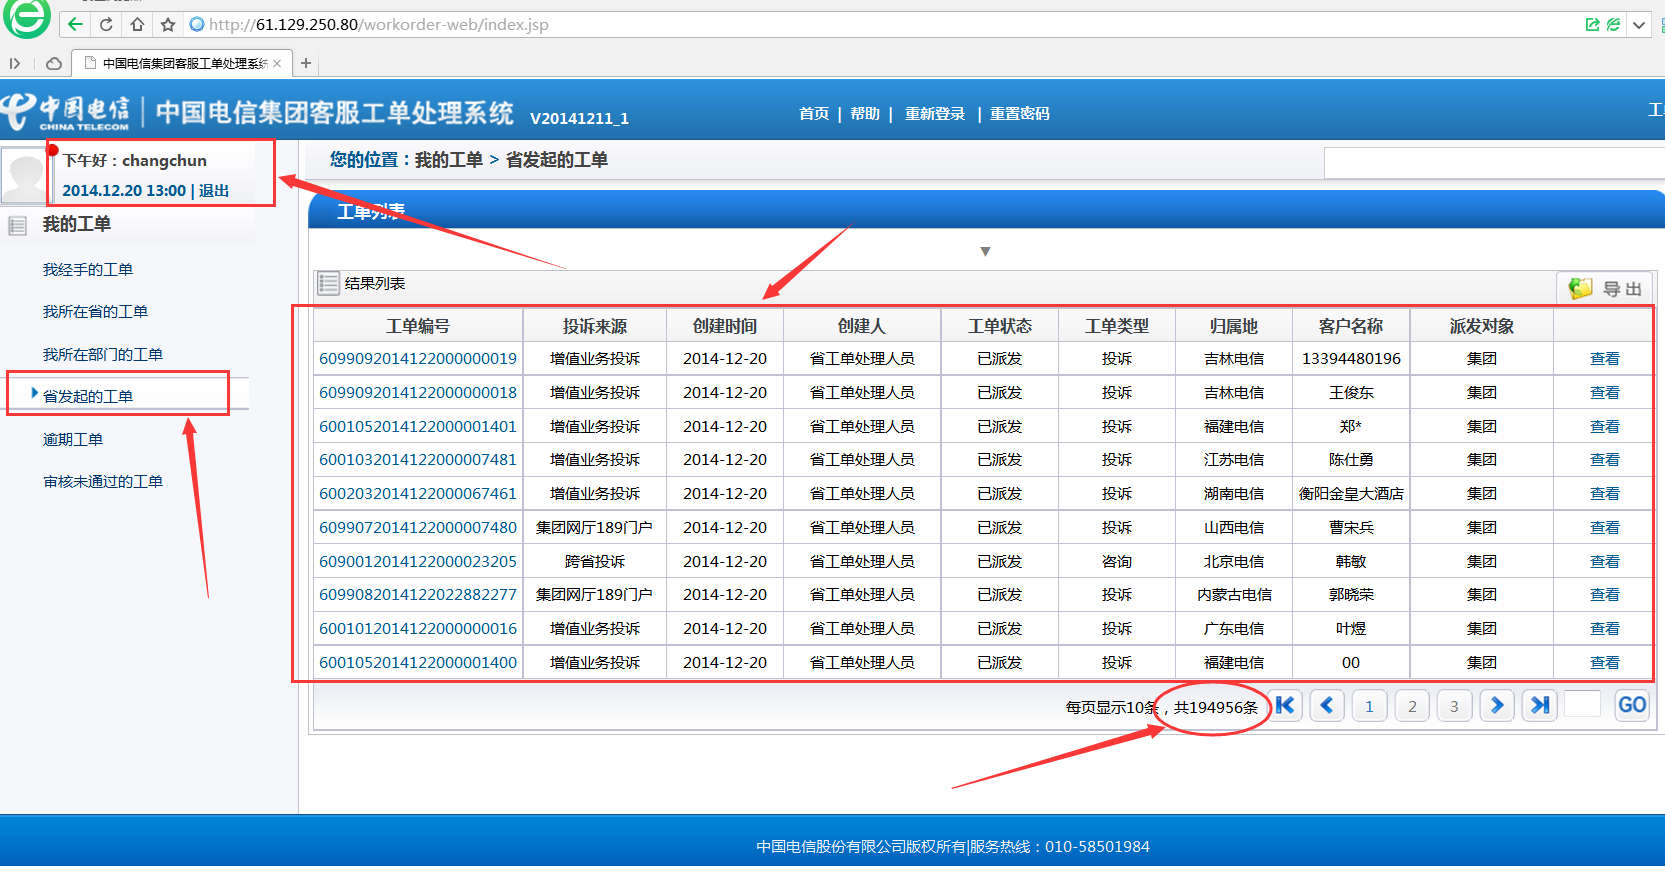 http://61.129.250.80/workorder-web/index.jsp
中国电信集团客服工单处理系统
中国电信 CHINA TELECOM 中国电信集团客服工单处理系统 V20141211_1 首页 | 帮助 | 重新登录 | 重置密码
下午好：changchun
2014.12.20 13:00 | 退出
我的工单
我经手的工单
我所在省的工单
我所在部门的工单
省发起的工单
逾期工单
审核未通过的工单
您的位置：我的工单 > 省发起的工单
工单列表
▼
结果列表 导出
工单编号 投诉来源 创建时间 创建人 工单状态 工单类型 归属地 客户名称 派发对象
6099092014122000000019 增值业务投诉 2014-12-20 省工单处理人员 已派发 投诉 吉林电信 13394480196 集团 查看
6099092014122000000018 增值业务投诉 2014-12-20 省工单处理人员 已派发 投诉 吉林电信 王俊东 集团 查看
6001052014122000001401 增值业务投诉 2014-12-20 省工单处理人员 已派发 投诉 福建电信 郑* 集团 查看
6001032014122000007481 增值业务投诉 2014-12-20 省工单处理人员 已派发 投诉 江苏电信 陈仕勇 集团 查看
6002032014122000067461 增值业务投诉 2014-12-20 省工单处理人员 已派发 投诉 湖南电信 衡阳金皇大酒店 集团 查看
6099072014122000007480 集团网厅189门户 2014-12-20 省工单处理人员 已派发 投诉 山西电信 曹宋兵 集团 查看
6090012014122000023205 跨省投诉 2014-12-20 省工单处理人员 已派发 咨询 北京电信 韩敏 集团 查看
6099082014122022882277 集团网厅189门户 2014-12-20 省工单处理人员 已派发 投诉 内蒙古电信 郭晓荣 集团 查看
6001012014122000000016 增值业务投诉 2014-12-20 省工单处理人员 已派发 投诉 广东电信 叶煜 集团 查看
6001052014122000001400 增值业务投诉 2014-12-20 省工单处理人员 已派发 投诉 福建电信 00 集团 查看
每页显示10条，共194956条 1 2 3 GO
中国电信股份有限公司版权所有|服务热线：010-58501984